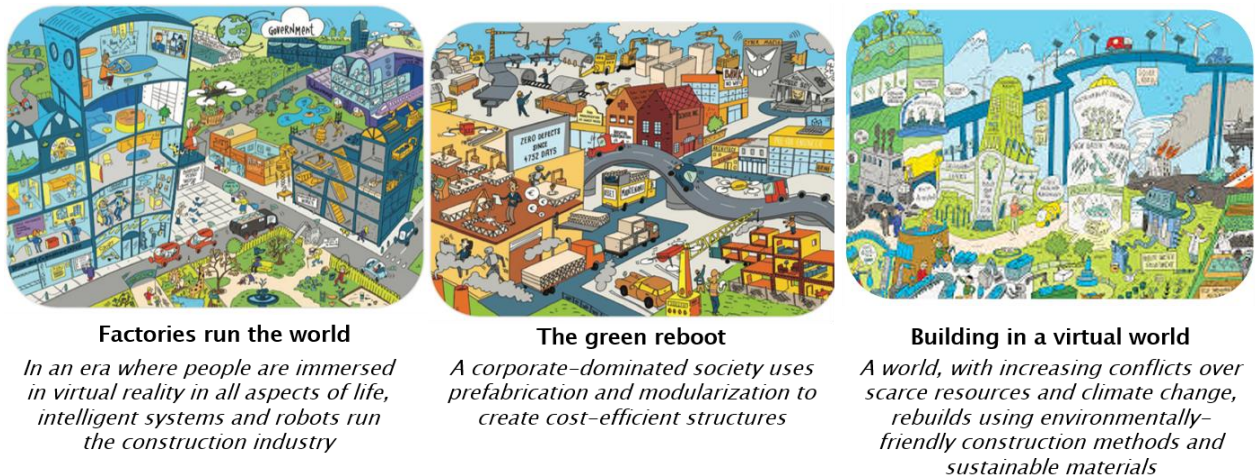 GOVERNMENT
ZERO DEFECTS
SINCE
4752 DAYS
Factories run the world
In an era where people are immersed
in virtual reality in all aspects of life,
intelligent systems and robots run
the construction industry
The green reboot
A corporate-dominated society uses
prefabrication and modularization to
create cost-efficient structures
Building in a virtual world
A world, with increasing conflicts over
scarce resources and climate change,
rebuilds using environmentally-
friendly construction methods and
sustainable materials